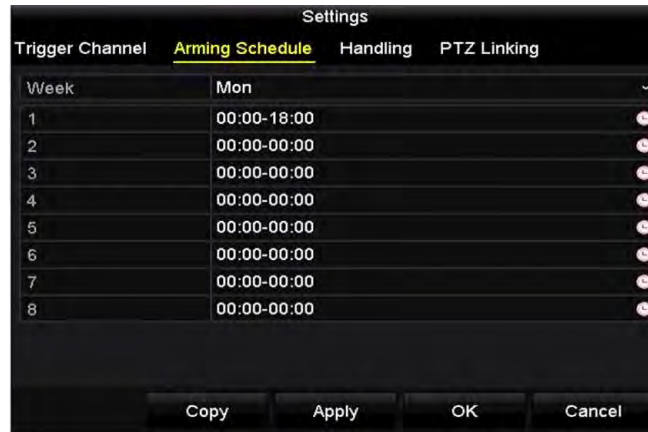 Settings
Trigger Channel Arming Schedule Handling PTZ Linking
Week Mon
1 00:00-18:00
2 00:00-00:00
3 00:00-00:00
4 00:00-00:00
5 00:00-00:00
6 00:00-00:00
7 00:00-00:00
8 00:00-00:00
Copy Apply OK Cancel